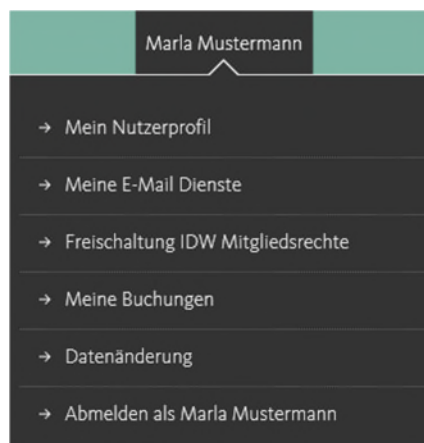 Marla Mustermann
→ Mein Nutzerprofil
→ Meine E-Mail Dienste
→ Freischaltung IDW Mitgliedsrechte
→ Meine Buchungen
→ Datenänderung
→ Abmelden als Marla Mustermann